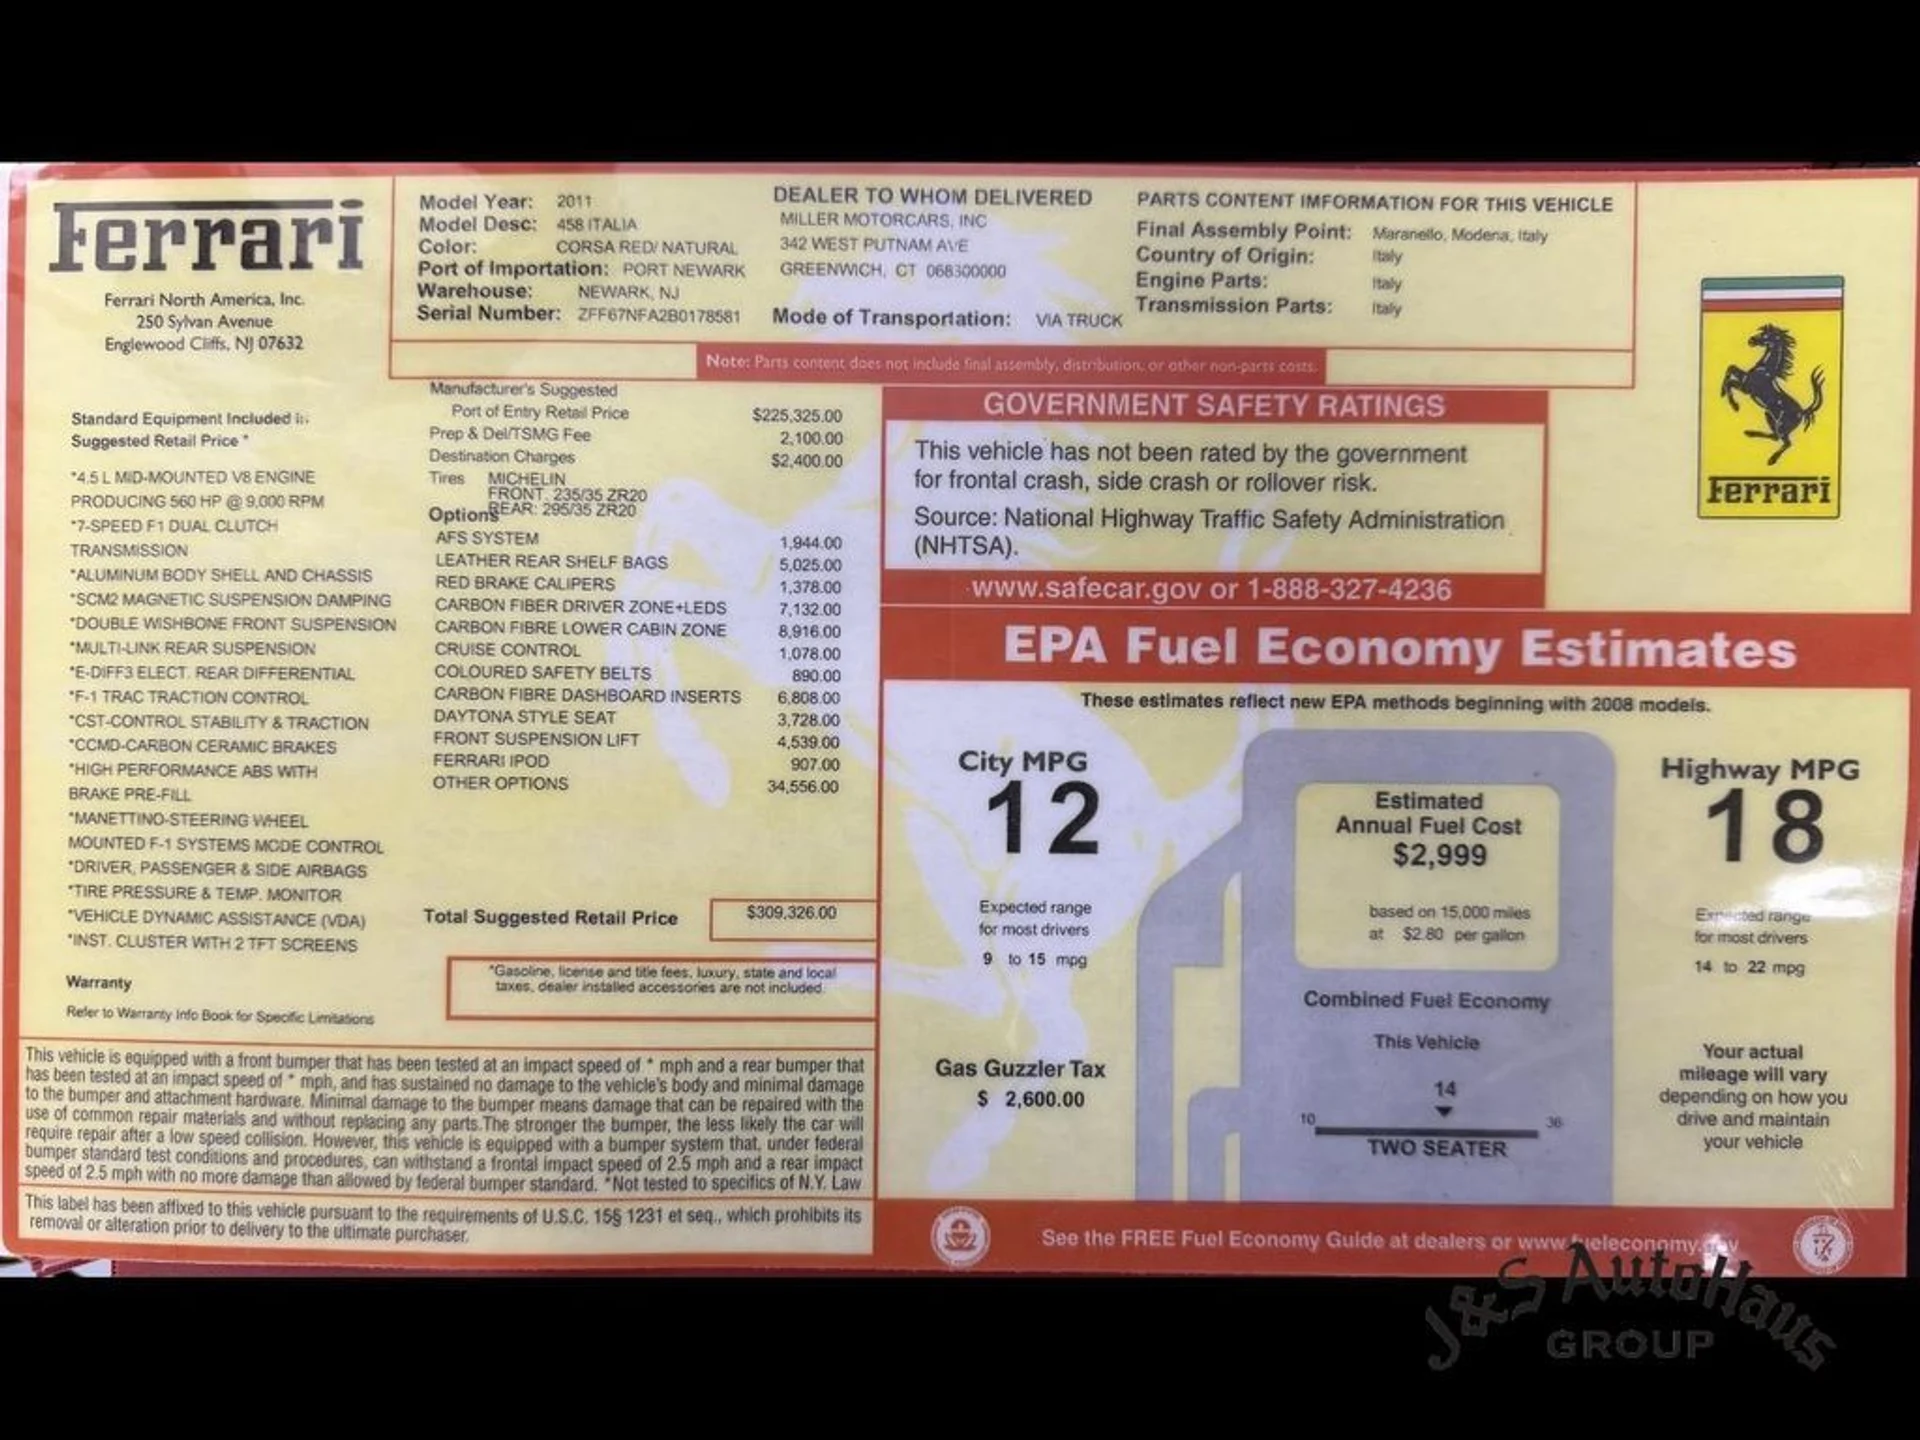 Ferrari
Ferrari North America, Inc.
250 Sylvan Avenue
Englewood Cliffs, NJ 07632
Model Year: 2011
Model Desc: 458 ITALIA
Color: CORSA RED/ NATURAL
Port of Importation: PORT NEWARK
Warehouse: NEWARK, NJ
Serial Number: ZFF67NFA2B0178581
DEALER TO WHOM DELIVERED
MILLER MOTORCARS, INC
342 WEST PUTNAM AVE
GREENWICH, CT 068300000
Mode of Transportation: VIA TRUCK
PARTS CONTENT IMFORMATION FOR THIS VEHICLE
Final Assembly Point: Maranello, Modena, Italy
Country of Origin: Italy
Engine Parts: Italy
Transmission Parts: Italy
Note: Parts content does not include final assembly, distribution, or other non-parts costs.
Ferrari
Standard Equipment Included in
Suggested Retail Price *
*4.5 L MID-MOUNTED V8 ENGINE
PRODUCING 560 HP @ 9,000 RPM
*7-SPEED F1 DUAL CLUTCH
TRANSMISSION
*ALUMINUM BODY SHELL AND CHASSIS
*SCM2 MAGNETIC SUSPENSION DAMPING
*DOUBLE WISHBONE FRONT SUSPENSION
*MULTI-LINK REAR SUSPENSION
*E-DIFF3 ELECT. REAR DIFFERENTIAL
*F-1 TRAC TRACTION CONTROL
*CST-CONTROL STABILITY & TRACTION
*CCMD-CARBON CERAMIC BRAKES
*HIGH PERFORMANCE ABS WITH
BRAKE PRE-FILL
*MANETTINO-STEERING WHEEL
MOUNTED F-1 SYSTEMS MODE CONTROL
*DRIVER, PASSENGER & SIDE AIRBAGS
*TIRE PRESSURE & TEMP. MONITOR
*VEHICLE DYNAMIC ASSISTANCE (VDA)
*INST. CLUSTER WITH 2 TFT SCREENS
Warranty
Refer to Warranty Info Book for Specific Limitations
Manufacturer's Suggested
Port of Entry Retail Price $225,325.00
Prep & Del/TSMG Fee 2,100.00
Destination Charges $2,400.00
Tires MICHELIN
FRONT. 235/35 ZR20
REAR: 295/35 ZR20
Options
AFS SYSTEM 1,944.00
LEATHER REAR SHELF BAGS 5,025.00
RED BRAKE CALIPERS 1,378.00
CARBON FIBER DRIVER ZONE+LEDS 7,132.00
CARBON FIBRE LOWER CABIN ZONE 8,916.00
CRUISE CONTROL 1,078.00
COLOURED SAFETY BELTS 890.00
CARBON FIBRE DASHBOARD INSERTS 6,808.00
DAYTONA STYLE SEAT 3,728.00
FRONT SUSPENSION LIFT 4,539.00
FERRARI IPOD 907.00
OTHER OPTIONS 34,556.00
Total Suggested Retail Price $309,326.00
*Gasoline, license and title fees, luxury, state and local
taxes, dealer installed accessories are not included
This vehicle is equipped with a front bumper that has been tested at an impact speed of * mph and a rear bumper that
has been tested at an impact speed of * mph, and has sustained no damage to the vehicle's body and minimal damage
to the bumper and attachment hardware. Minimal damage to the bumper means damage that can be repaired with the
use of common repair materials and without replacing any parts.The stronger the bumper, the less likely the car will
require repair after a low speed collision. However, this vehicle is equipped with a bumper system that, under federal
bumper standard test conditions and procedures, can withstand a frontal impact speed of 2.5 mph and a rear impact
speed of 2.5 mph with no more damage than allowed by federal bumper standard. *Not tested to specifics of N.Y. Law
This label has been affixed to this vehicle pursuant to the requirements of U.S.C. 15§ 1231 et seq., which prohibits its
removal or alteration prior to delivery to the ultimate purchaser.
GOVERNMENT SAFETY RATINGS
This vehicle has not been rated by the government
for frontal crash, side crash or rollover risk.
Source: National Highway Traffic Safety Administration
(NHTSA).
www.safecar.gov or 1-888-327-4236
EPA Fuel Economy Estimates
These estimates reflect new EPA methods beginning with 2008 models.
City MPG
12
Expected range
for most drivers
9 to 15 mpg
Gas Guzzler Tax
$ 2,600.00
Estimated
Annual Fuel Cost
$2,999
based on 15,000 miles
at $2.80 per gallon
Combined Fuel Economy
This Vehicle
14
10 36
TWO SEATER
Highway MPG
18
Expected range
for most drivers
14 to 22 mpg
Your actual
mileage will vary
depending on how you
drive and maintain
your vehicle
See the FREE Fuel Economy Guide at dealers or www.fueleconomy.gov
J&S AutoHaus
GROUP